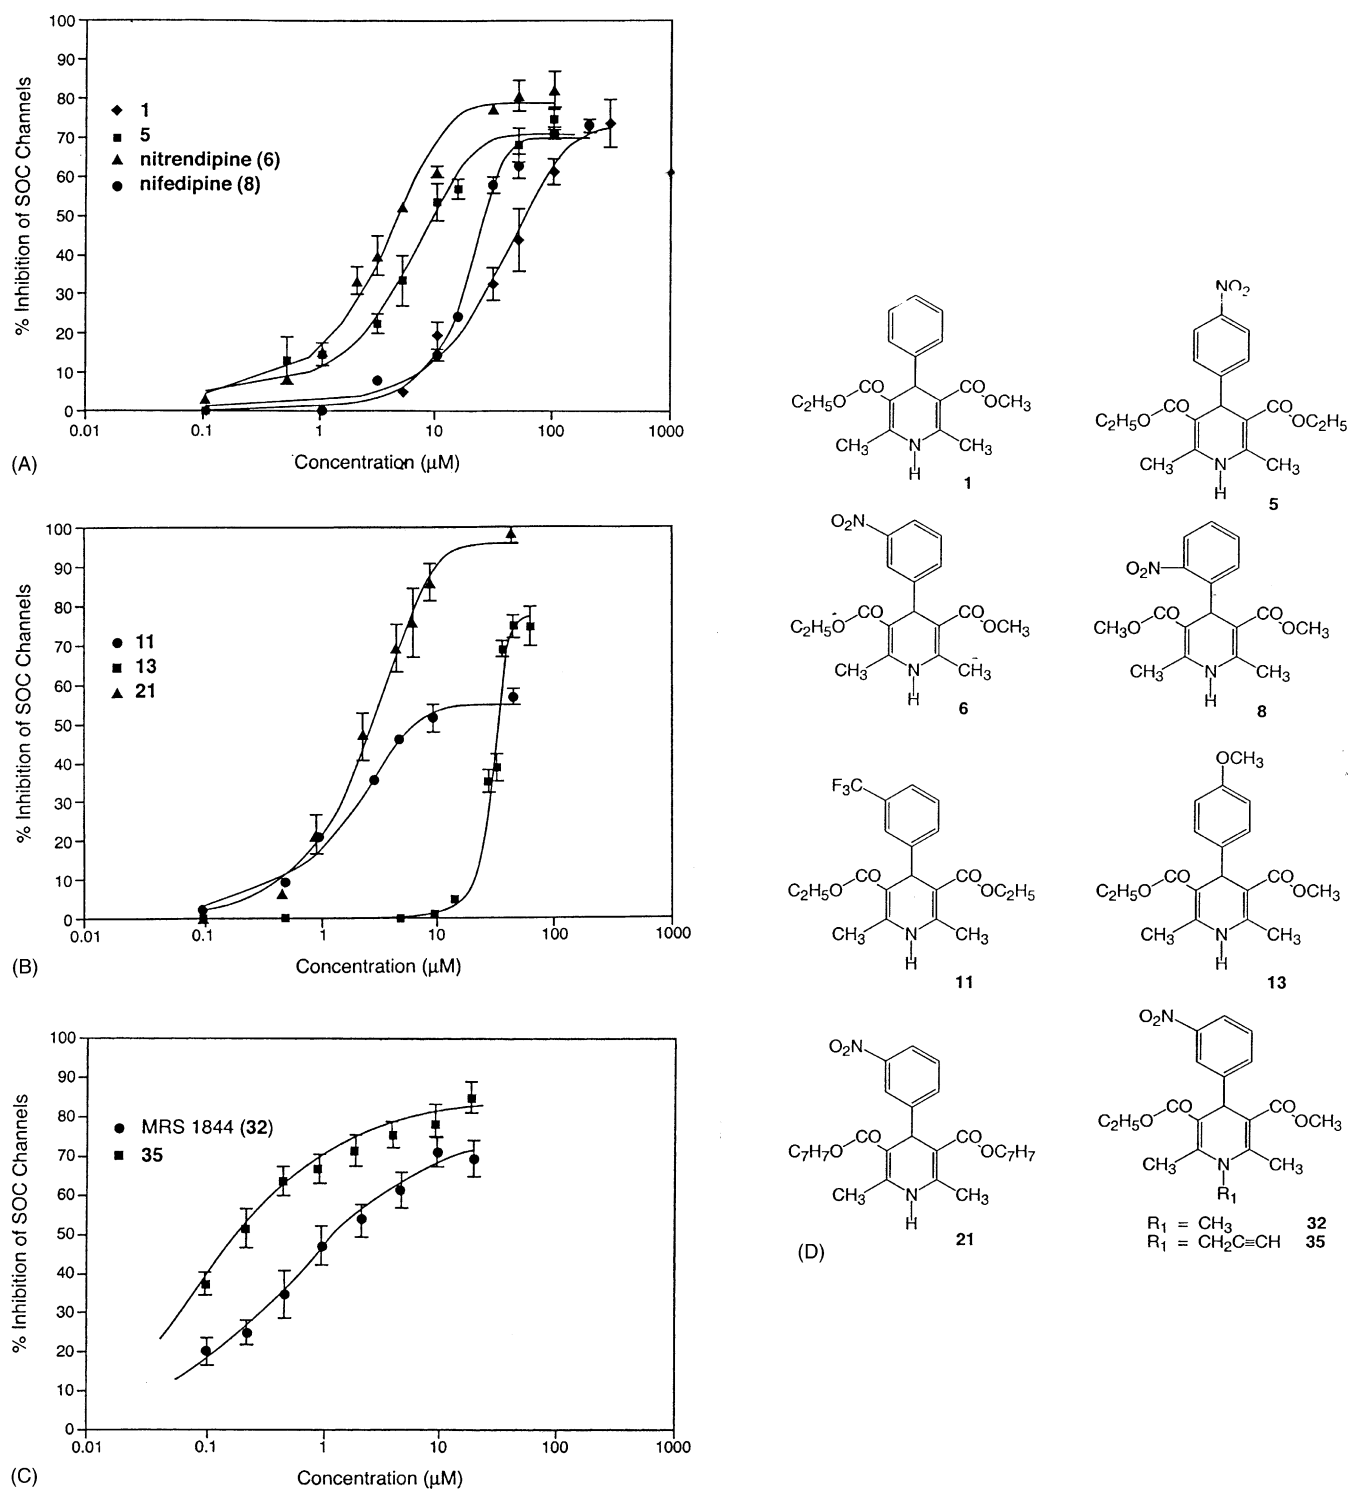 100
90
80
70
60
50
40
30
20
10
0
% Inhibition of SOC Channels
1
5
nitrendipine (6)
nifedipine (8)
0.01 0.1 1 10 100 1000
Concentration (μM)
(A)
100
90
80
70
60
50
40
30
20
10
0
% Inhibition of SOC Channels
11
13
21
0.01 0.1 1 10 100 1000
Concentration (μM)
(B)
100
90
80
70
60
50
40
30
20
10
0
% Inhibition of SOC Channels
MRS 1844 (32)
35
0.01 0.1 1 10 100 1000
Concentration (μM)
(C)
CO CO
C2H5O OCH3
CH3 N CH3
H
1
NO2
CO CO
C2H5O OC2H5
CH3 N CH3
H
5
O2N
CO CO
C2H5O OCH3
CH3 N CH3
H
6
O2N
CO CO
CH3O OCH3
CH3 N CH3
H
8
F3C
CO CO
C2H5O OC2H5
CH3 N CH3
H
11
OCH3
CO CO
C2H5O OCH3
CH3 N CH3
H
13
O2N
CO CO
C7H7O OC7H7
CH3 N CH3
H
21
O2N
CO CO
C2H5O OCH3
CH3 N CH3
R1
R1 = CH3 32
R1 = CH2C≡CH 35
(D)